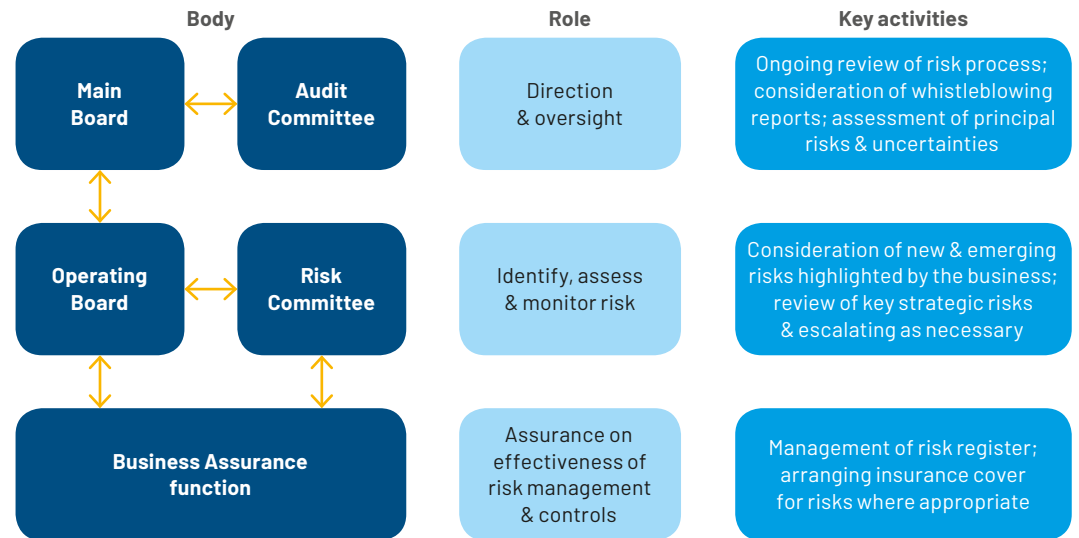 Body
Role
Key activities
Main
Board
Audit
Committee
Direction
& oversight
Ongoing review of risk process;
consideration of whistleblowing
reports; assessment of principal
risks & uncertainties
Operating
Board
Risk
Committee
Identify, assess
& monitor risk
Consideration of new & emerging
risks highlighted by the business;
review of key strategic risks
& escalating as necessary
Business Assurance
function
Assurance on
effectiveness of
risk management
& controls
Management of risk register;
arranging insurance cover
for risks where appropriate